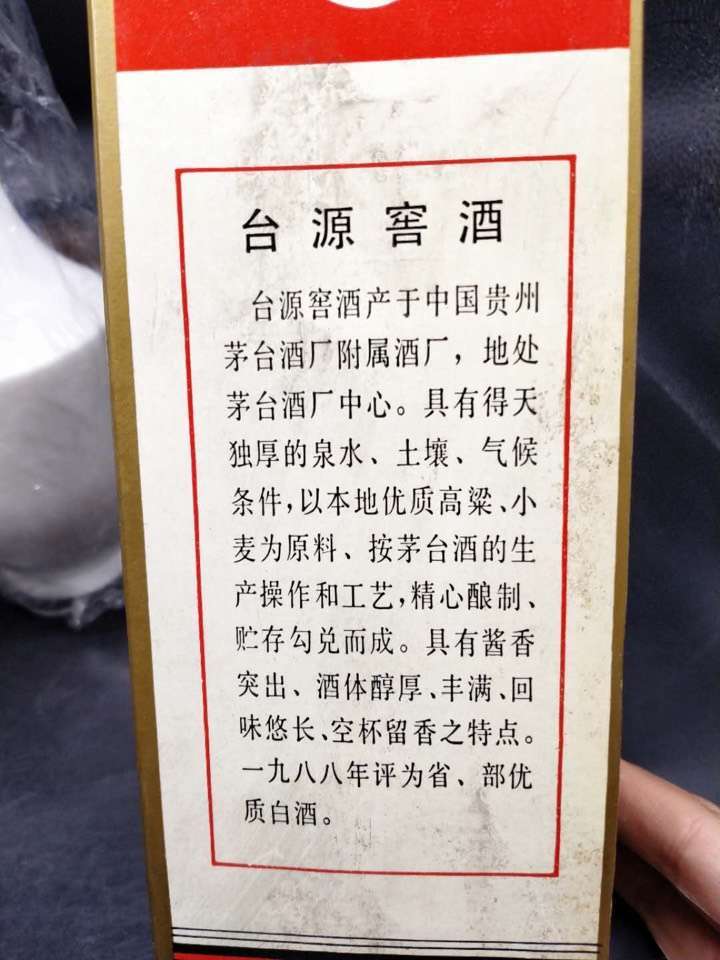 台源窖酒
台源窖酒产于中国贵州
茅台酒厂附属酒厂，地处
茅台酒厂中心。具有得天
独厚的泉水、土壤、气候
条件，以本地优质高粱、小
麦为原料、按茅台酒的生
产操作和工艺，精心酿制、
贮存勾兑而成。具有酱香
突出、酒体醇厚、丰满、回
味悠长、空杯留香之特点。
一九八八年评为省、部优
质白酒。